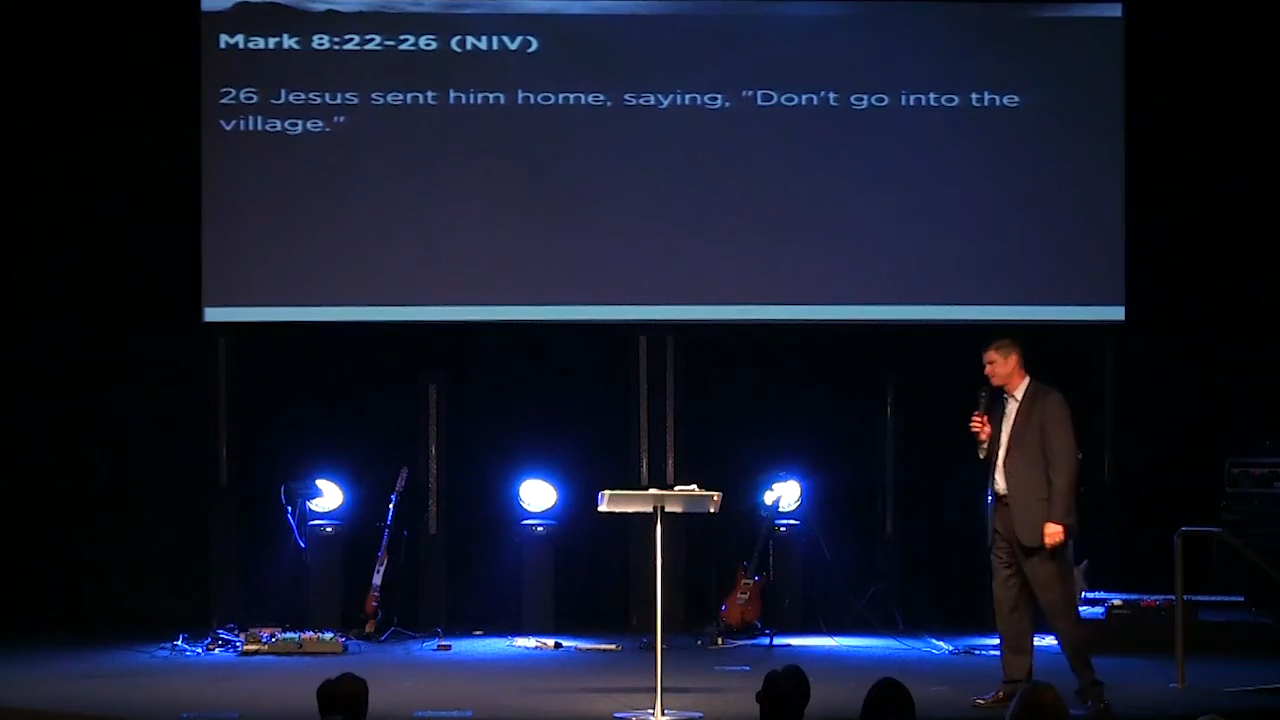 Mark 8:22-26 (NIV)
26 Jesus sent him home, saying, "Don't go into the
village."